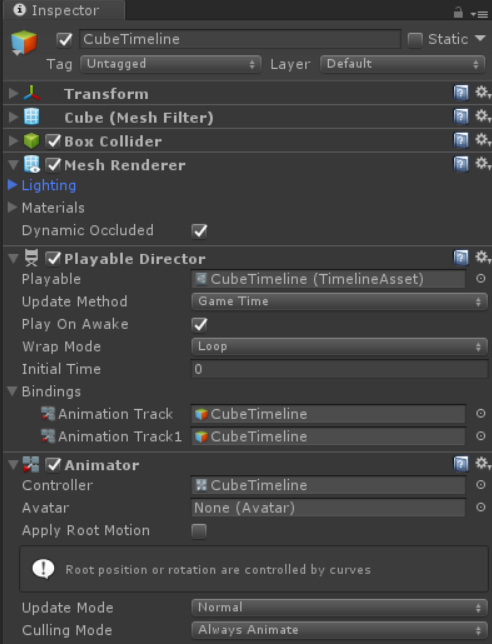 Inspector
CubeTimeline Static
Tag Untagged Layer Default
Transform
Cube (Mesh Filter)
Box Collider
Mesh Renderer
Lighting
Materials
Dynamic Occluded
Playable Director
Playable CubeTimeline (TimelineAsset)
Update Method Game Time
Play On Awake
Wrap Mode Loop
Initial Time 0
Bindings
Animation Track CubeTimeline
Animation Track1 CubeTimeline
Animator
Controller CubeTimeline
Avatar None (Avatar)
Apply Root Motion
Root position or rotation are controlled by curves
Update Mode Normal
Culling Mode Always Animate